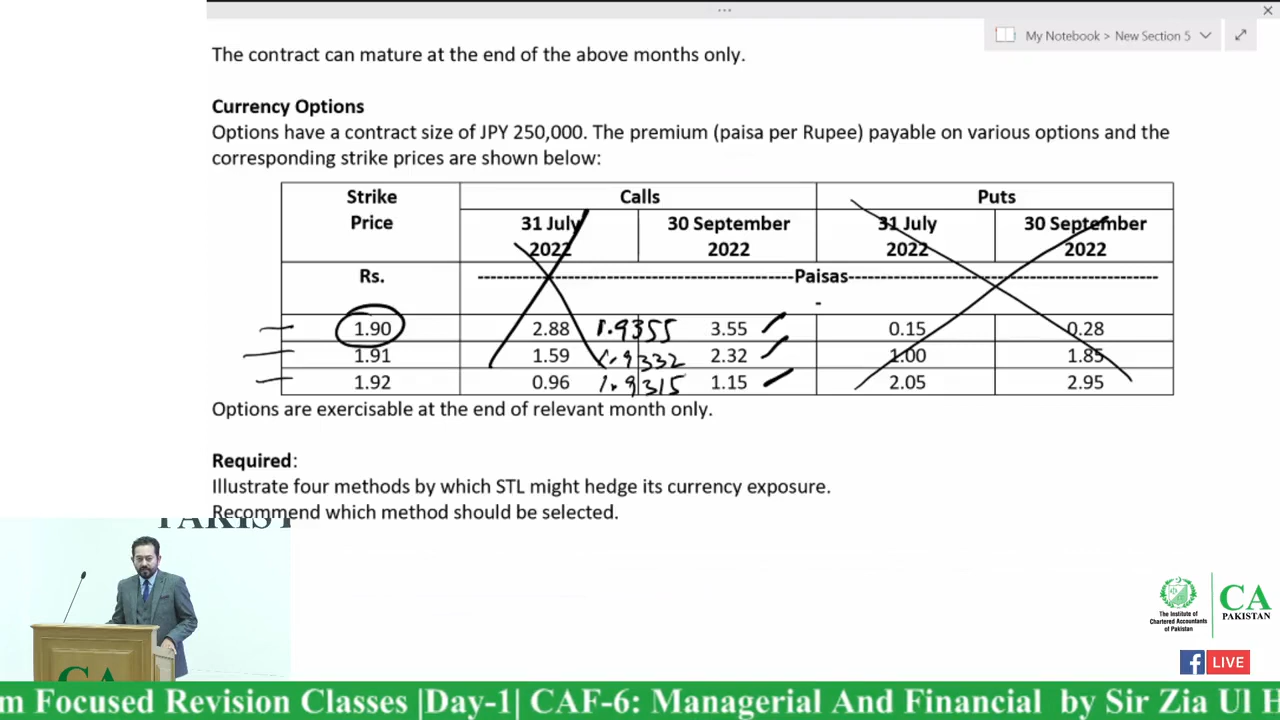 My Notebook > New Section 5
The contract can mature at the end of the above months only.
Currency Options
Options have a contract size of JPY 250,000. The premium (paisa per Rupee) payable on various options and the
corresponding strike prices are shown below:
Strike Price Calls Puts
31 July 2022 30 September 2022 31 July 2022 30 September 2022
Rs. Paisas
1.90 2.88 1.9355 3.55 0.15 0.28
1.91 1.59 1.9332 2.32 1.00 1.85
1.92 0.96 1.9315 1.15 2.05 2.95
Options are exercisable at the end of relevant month only.
Required:
Illustrate four methods by which STL might hedge its currency exposure.
Recommend which method should be selected.
The Institute of Chartered Accountants of Pakistan
CA PAKISTAN
f LIVE
CA
m Focused Revision Classes |Day-1| CAF-6: Managerial And Financial by Sir Zia Ul H